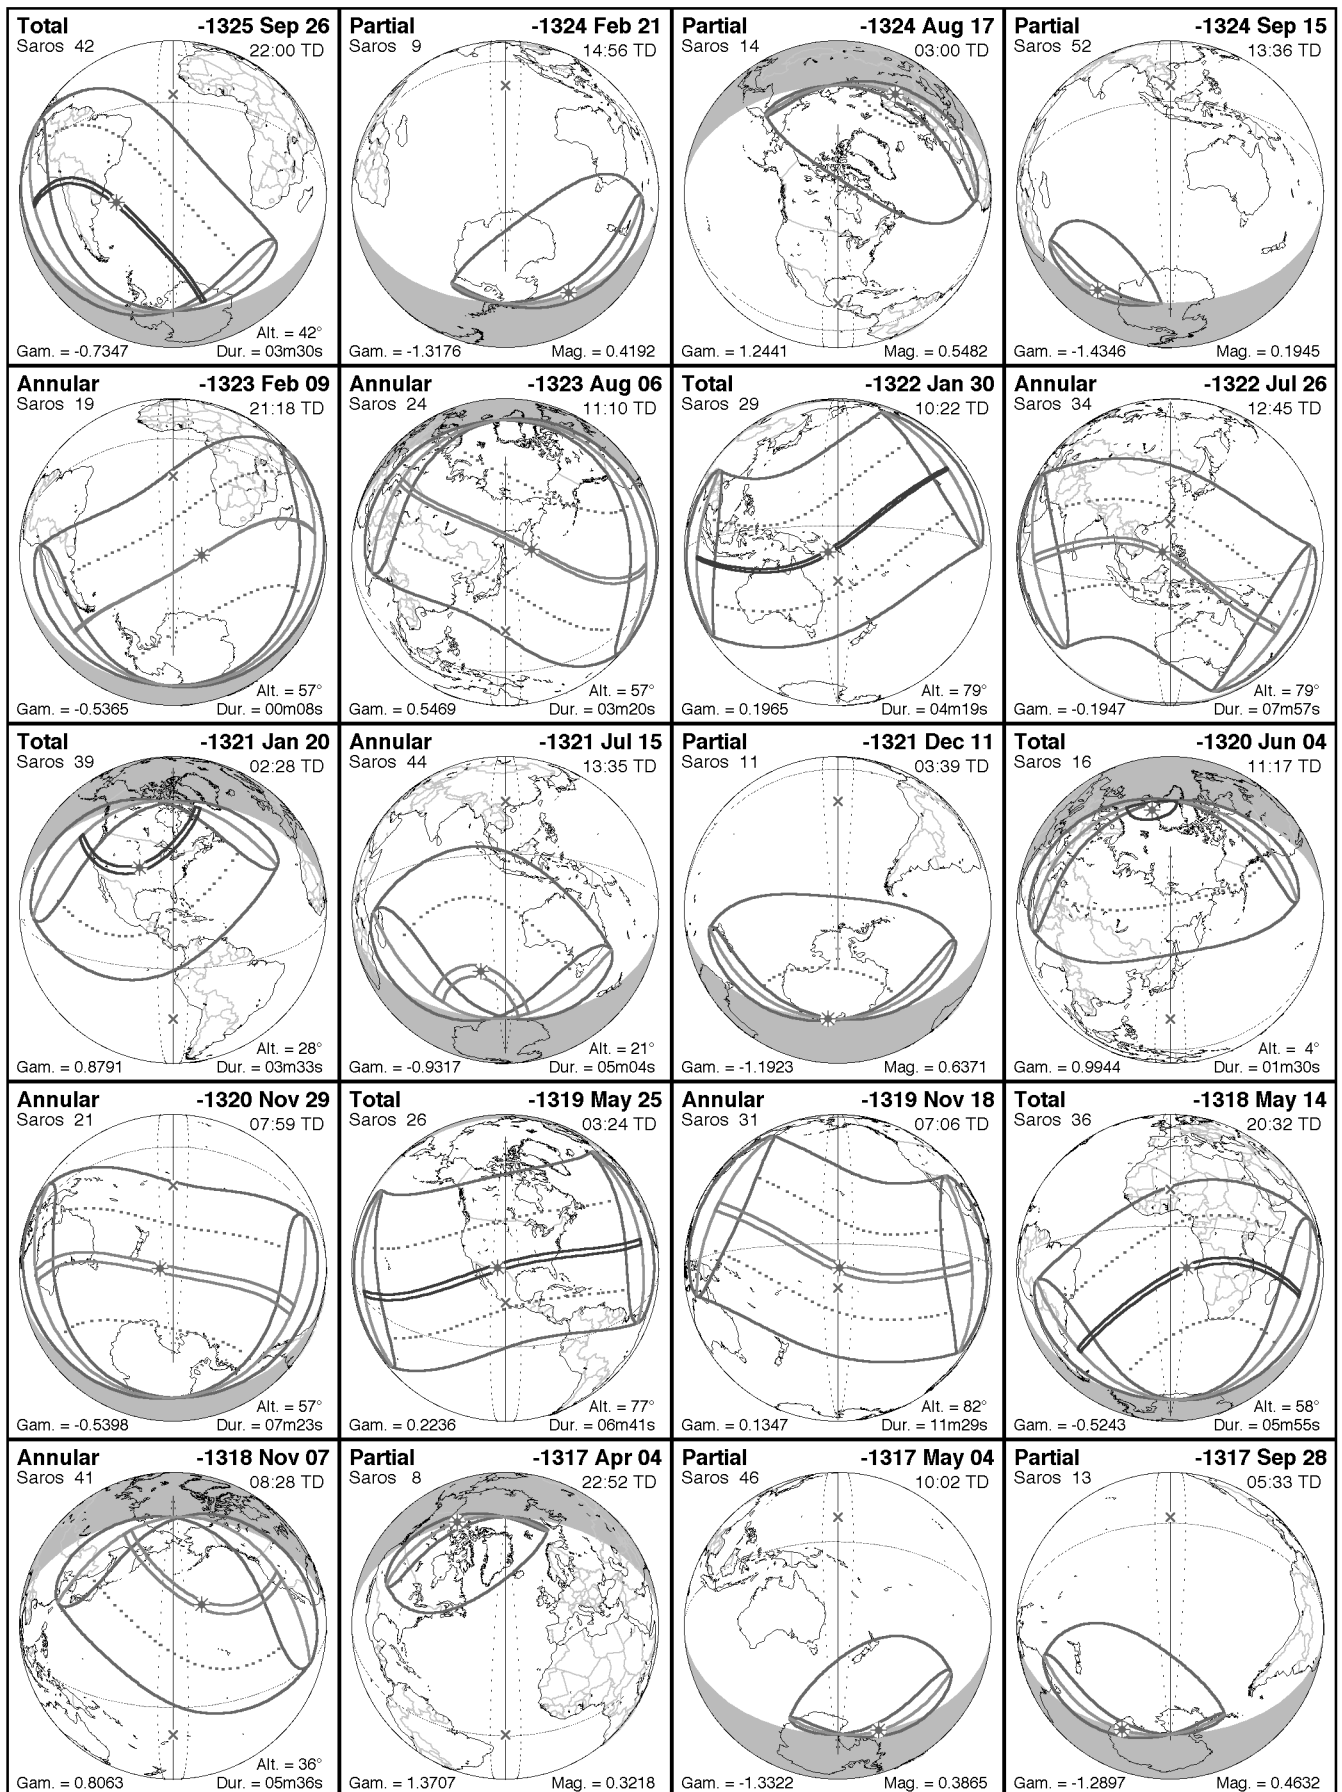 Total -1325 Sep 26
Saros 42 22:00 TD
Alt. = 42°
Gam. = -0.7347 Dur. = 03m30s
Partial -1324 Feb 21
Saros 9 14:56 TD
Gam. = -1.3176 Mag. = 0.4192
Partial -1324 Aug 17
Saros 14 03:00 TD
Gam. = 1.2441 Mag. = 0.5482
Partial -1324 Sep 15
Saros 52 13:36 TD
Gam. = -1.4346 Mag. = 0.1945
Annular -1323 Feb 09
Saros 19 21:18 TD
Alt. = 57°
Gam. = -0.5365 Dur. = 00m08s
Annular -1323 Aug 06
Saros 24 11:10 TD
Alt. = 57°
Gam. = 0.5469 Dur. = 03m20s
Total -1322 Jan 30
Saros 29 10:22 TD
Alt. = 79°
Gam. = 0.1965 Dur. = 04m19s
Annular -1322 Jul 26
Saros 34 12:45 TD
Alt. = 79°
Gam. = -0.1947 Dur. = 07m57s
Total -1321 Jan 20
Saros 39 02:28 TD
Alt. = 28°
Gam. = 0.8791 Dur. = 03m33s
Annular -1321 Jul 15
Saros 44 13:35 TD
Alt. = 21°
Gam. = -0.9317 Dur. = 05m04s
Partial -1321 Dec 11
Saros 11 03:39 TD
Gam. = -1.1923 Mag. = 0.6371
Total -1320 Jun 04
Saros 16 11:17 TD
Alt. = 4°
Gam. = 0.9944 Dur. = 01m30s
Annular -1320 Nov 29
Saros 21 07:59 TD
Alt. = 57°
Gam. = -0.5398 Dur. = 07m23s
Total -1319 May 25
Saros 26 03:24 TD
Alt. = 77°
Gam. = 0.2236 Dur. = 06m41s
Annular -1319 Nov 18
Saros 31 07:06 TD
Alt. = 82°
Gam. = 0.1347 Dur. = 11m29s
Total -1318 May 14
Saros 36 20:32 TD
Alt. = 58°
Gam. = -0.5243 Dur. = 05m55s
Annular -1318 Nov 07
Saros 41 08:28 TD
Alt. = 36°
Gam. = 0.8063 Dur. = 05m36s
Partial -1317 Apr 04
Saros 8 22:52 TD
Gam. = 1.3707 Mag. = 0.3218
Partial -1317 May 04
Saros 46 10:02 TD
Gam. = -1.3322 Mag. = 0.3865
Partial -1317 Sep 28
Saros 13 05:33 TD
Gam. = -1.2897 Mag. = 0.4632